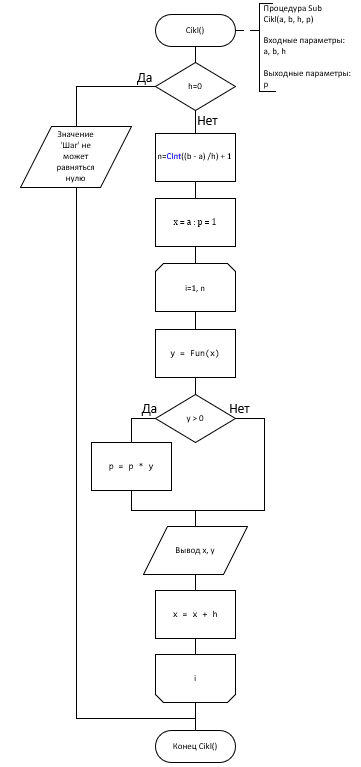 Cikl()
Процедура Sub
Cikl(a, b, h, p)
Входные параметры:
a, b, h
Выходные параметры:
p
Да
h=0
Нет
Значение
'Шаг' не
может
равняться
нулю
n=CInt((b - a) /h) + 1
x = a : p = 1
i=1, n
y = Fun(x)
Да
y > 0
Нет
p = p * y
Вывод x, y
x = x + h
i
Конец Cikl()